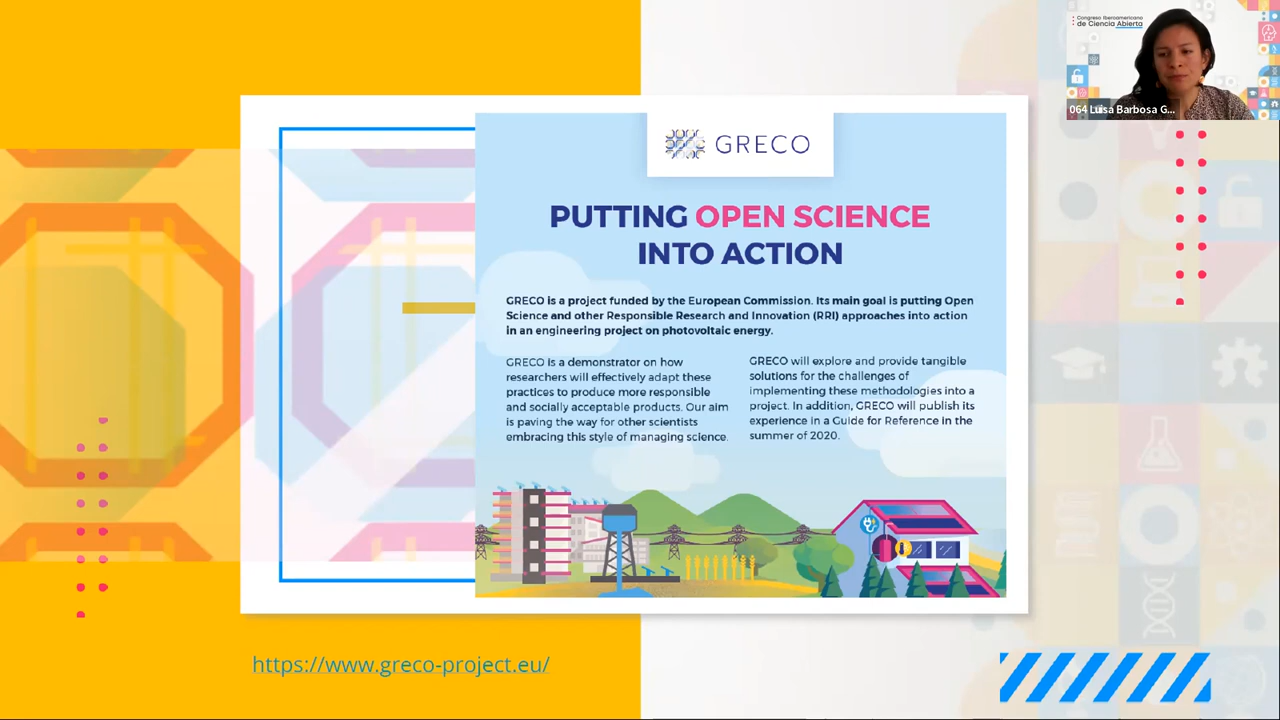 Congreso Iberoamericano
de Ciencia Abierta
064 Luisa Barbosa G...
GRECO
PUTTING OPEN SCIENCE
INTO ACTION
GRECO is a project funded by the European Commission. Its main goal is putting Open
Science and other Responsible Research and Innovation (RRI) approaches into action
in an engineering project on photovoltaic energy.
GRECO is a demonstrator on how
researchers will effectively adapt these
practices to produce more responsible
and socially acceptable products. Our aim
is paving the way for other scientists
embracing this style of managing science.
GRECO will explore and provide tangible
solutions for the challenges of
implementing these methodologies into a
project. In addition, GRECO will publish its
experience in a Guide for Reference in the
summer of 2020.
https://www.greco-project.eu/